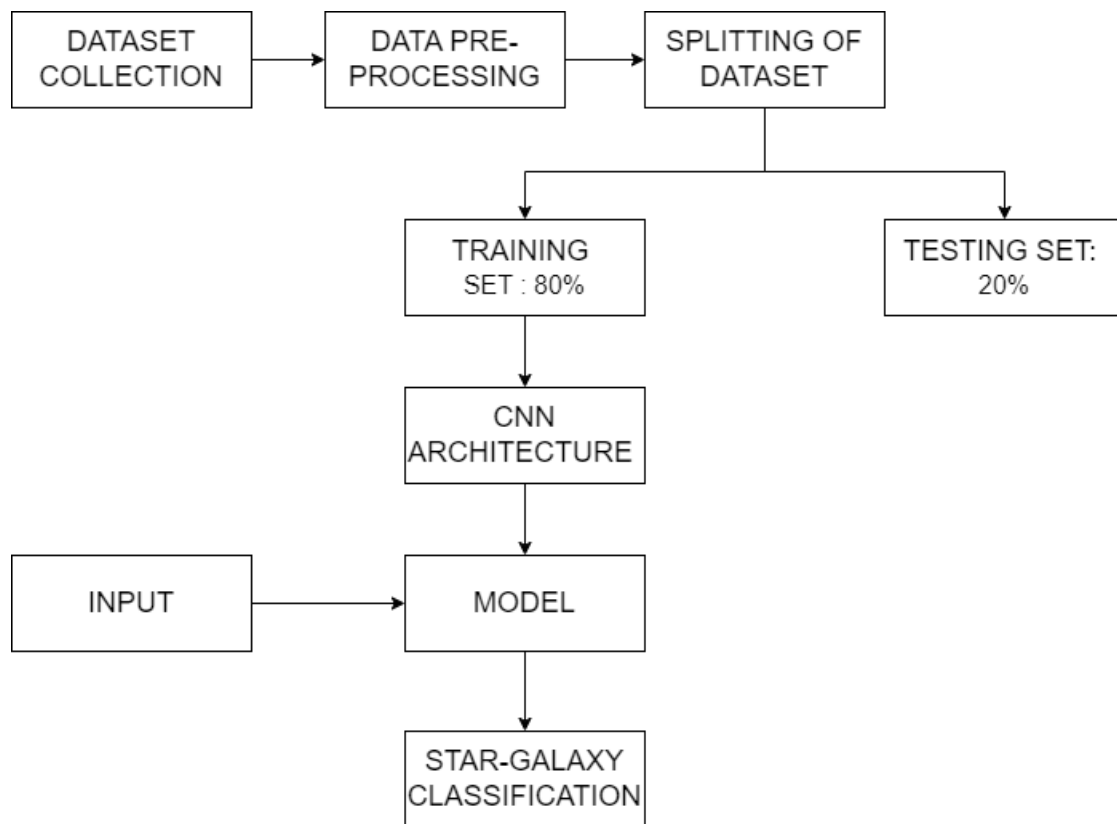 DATASET
COLLECTION
DATA PRE-
PROCESSING
SPLITTING OF
DATASET
TRAINING
SET : 80%
TESTING SET:
20%
CNN
ARCHITECTURE
INPUT
MODEL
STAR-GALAXY
CLASSIFICATION